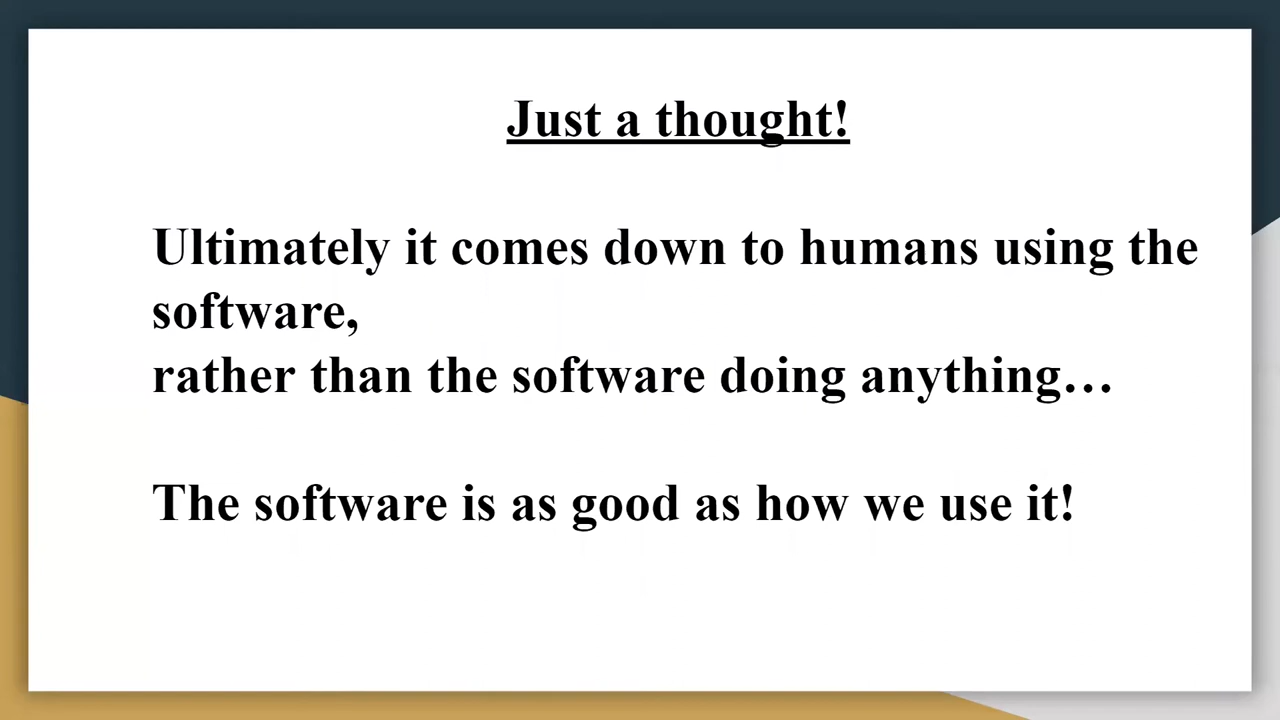 Just a thought!
Ultimately it comes down to humans using the
software,
rather than the software doing anything…
The software is as good as how we use it!